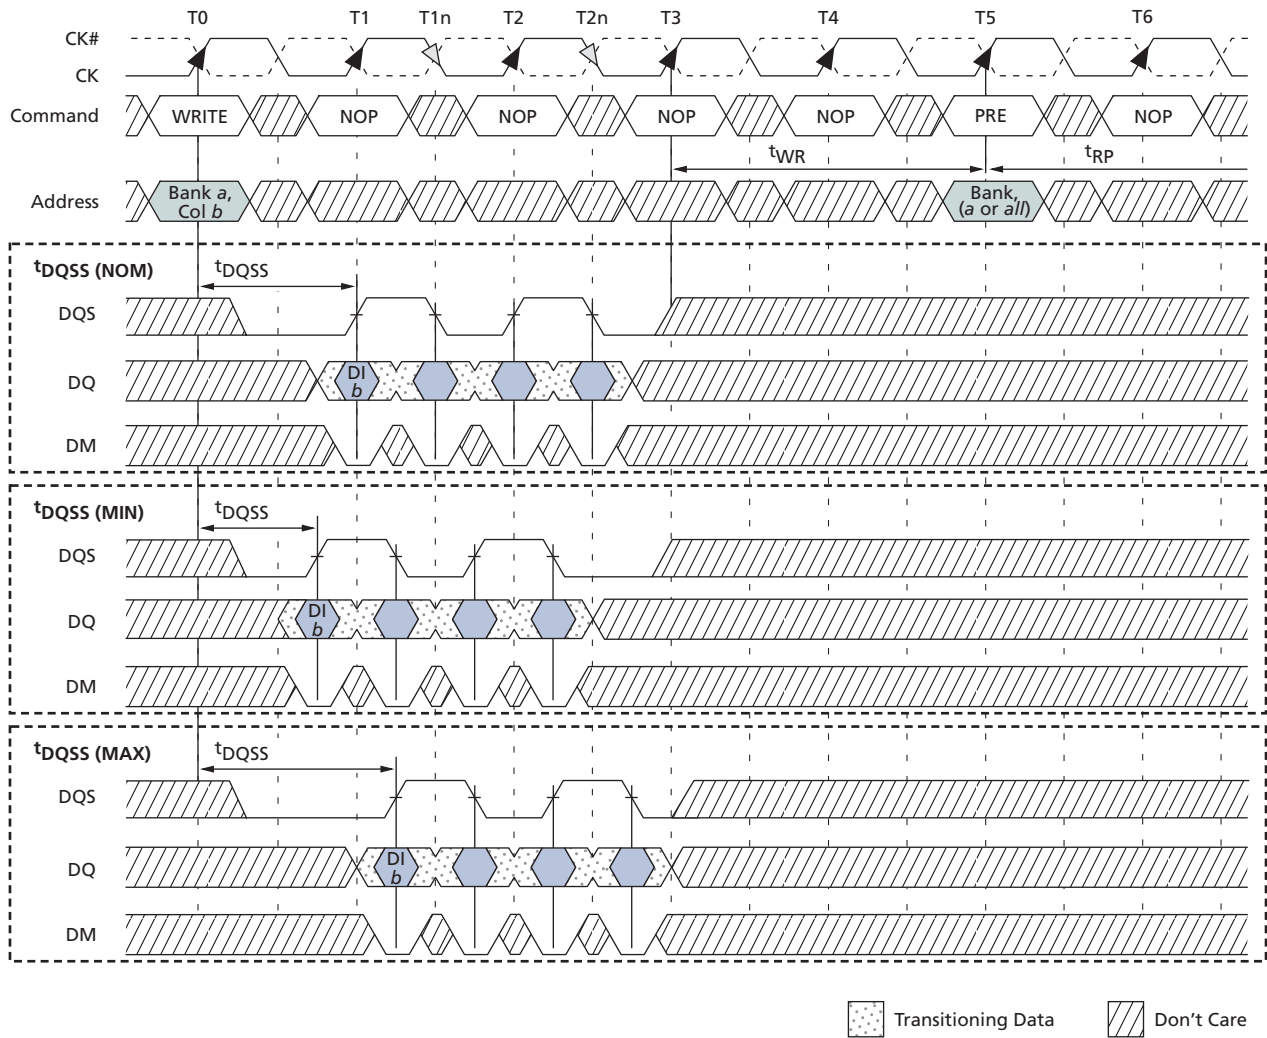 T0 T1 T1n T2 T2n T3 T4 T5 T6
CK#
CK
Command WRITE NOP NOP NOP NOP PRE NOP
tWR tRP
Address Bank a, Col b Bank, (a or all)
tDQSS (NOM) tDQSS
DQS
DQ DI b
DM
tDQSS (MIN) tDQSS
DQS
DQ DI b
DM
tDQSS (MAX) tDQSS
DQS
DQ DI b
DM
Transitioning Data Don't Care